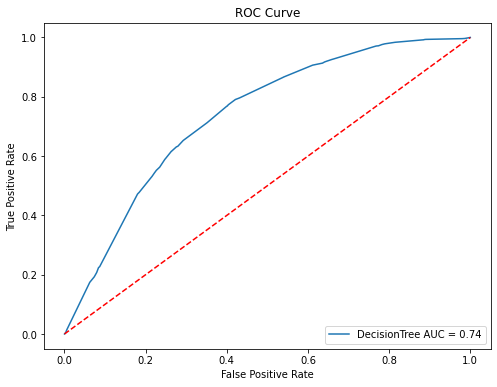 ROC Curve
True Positive Rate
1.0
0.8
0.6
0.4
0.2
0.0
DecisionTree AUC = 0.74
0.0 0.2 0.4 0.6 0.8 1.0
False Positive Rate